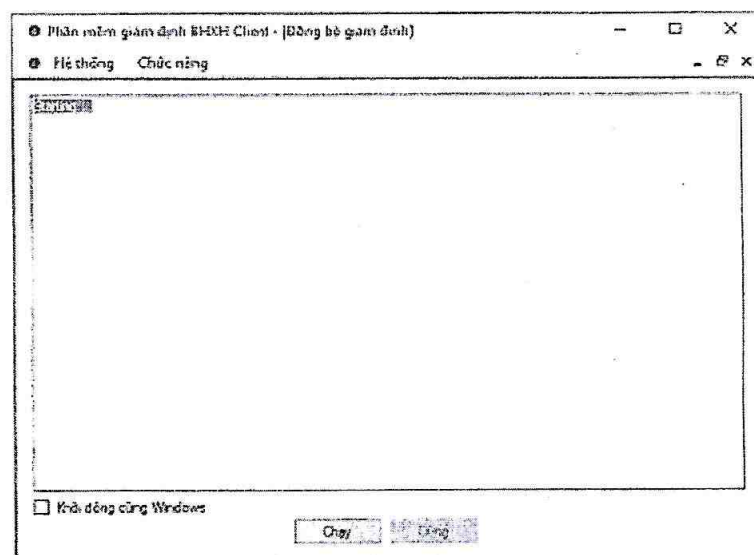 Phần mềm giám định BHXH Client - [Đồng bộ giám định]
Hệ thống Chức năng
Khởi động cùng Windows
Chạy Dừng